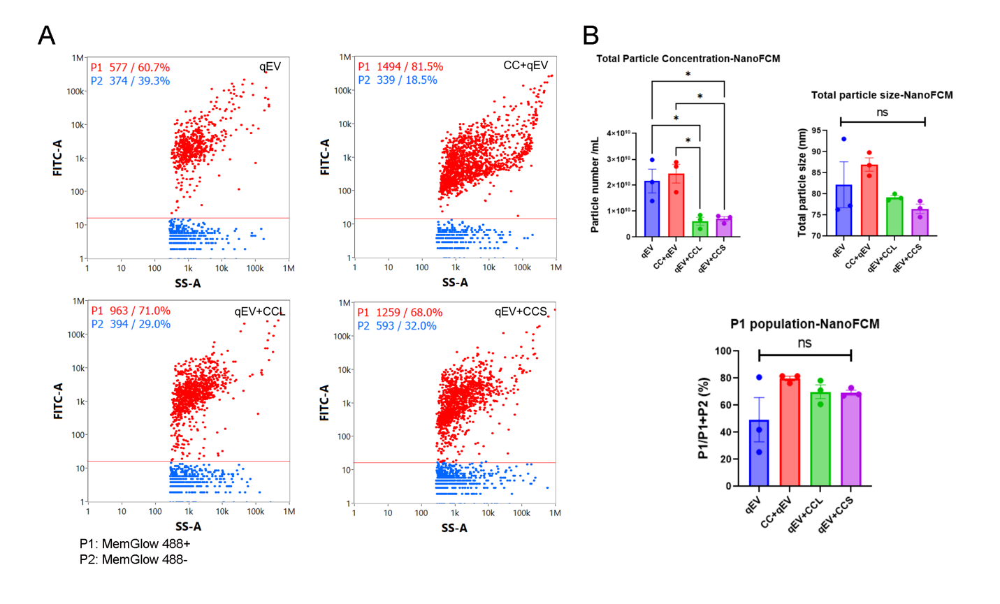 A
P1 577 / 60.7%
P2 374 / 39.3%
qEV
1M
100k
10k
1k
100
10
1
FITC-A
1 10 100 1k 10k 100k 1M
SS-A
P1 1494 / 81.5%
P2 339 / 18.5%
CC+qEV
1M
100k
10k
1k
100
10
1
FITC-A
1 10 100 1k 10k 100k 1M
SS-A
P1 963 / 71.0%
P2 394 / 29.0%
qEV+CCL
1M
100k
10k
1k
100
10
1
FITC-A
1 10 100 1k 10k 100k 1M
SS-A
P1 1259 / 68.0%
P2 593 / 32.0%
qEV+CCS
1M
100k
10k
1k
100
10
1
FITC-A
1 10 100 1k 10k 100k 1M
SS-A
P1: MemGlow 488+
P2: MemGlow 488-
B
Total Particle Concentration-NanoFCM
*
*
*
*
4×10¹⁰
3×10¹⁰
2×10¹⁰
1×10¹⁰
0
Particle number /mL
qEV
CC+qEV
qEV+CCL
qEV+CCS
Total particle size-NanoFCM
ns
95
90
85
80
75
70
Total particle size (nm)
qEV
CC+qEV
qEV+CCL
qEV+CCS
P1 population-NanoFCM
ns
100
80
60
40
20
0
P1/P1+P2 (%)
qEV
CC+qEV
qEV+CCL
qEV+CCS